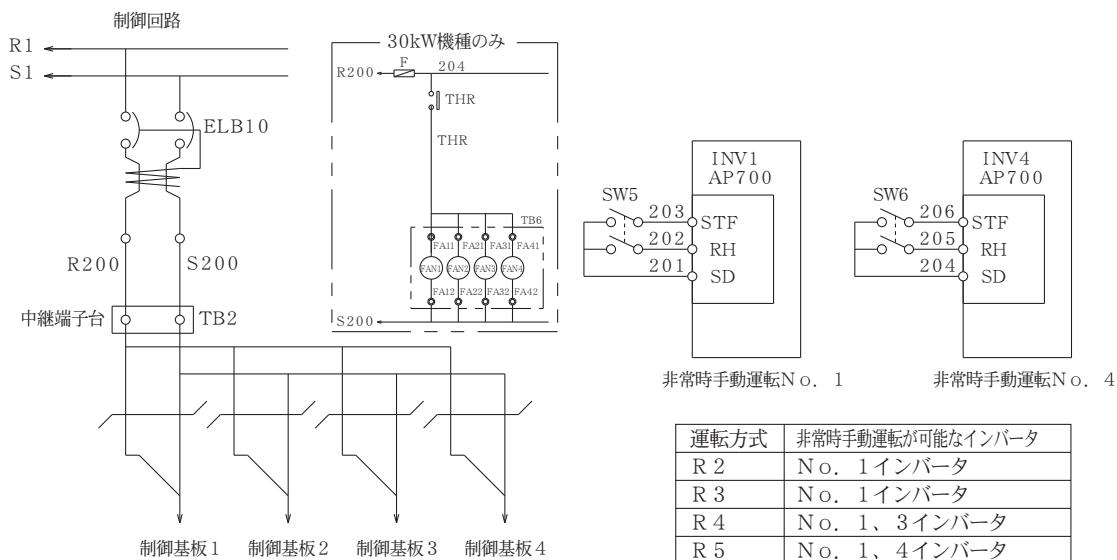 制御回路
R1
S1
ELB10
R200
S200
中継端子台
TB2
制御基板1
制御基板2
制御基板3
制御基板4
30kW機種のみ
R200
F
204
THR
THR
TB6
FA11
FA21
FA31
FA41
FAN1
FAN2
FAN3
FAN4
FA12
FA22
FA32
FA42
S200
SW5
203
202
201
INV1
AP700
STF
RH
SD
非常時手動運転No. 1
SW6
206
205
204
INV4
AP700
STF
RH
SD
非常時手動運転No. 4
運転方式 非常時手動運転が可能なインバータ
R2 No. 1インバータ
R3 No. 1インバータ
R4 No. 1、3インバータ
R5 No. 1、4インバータ